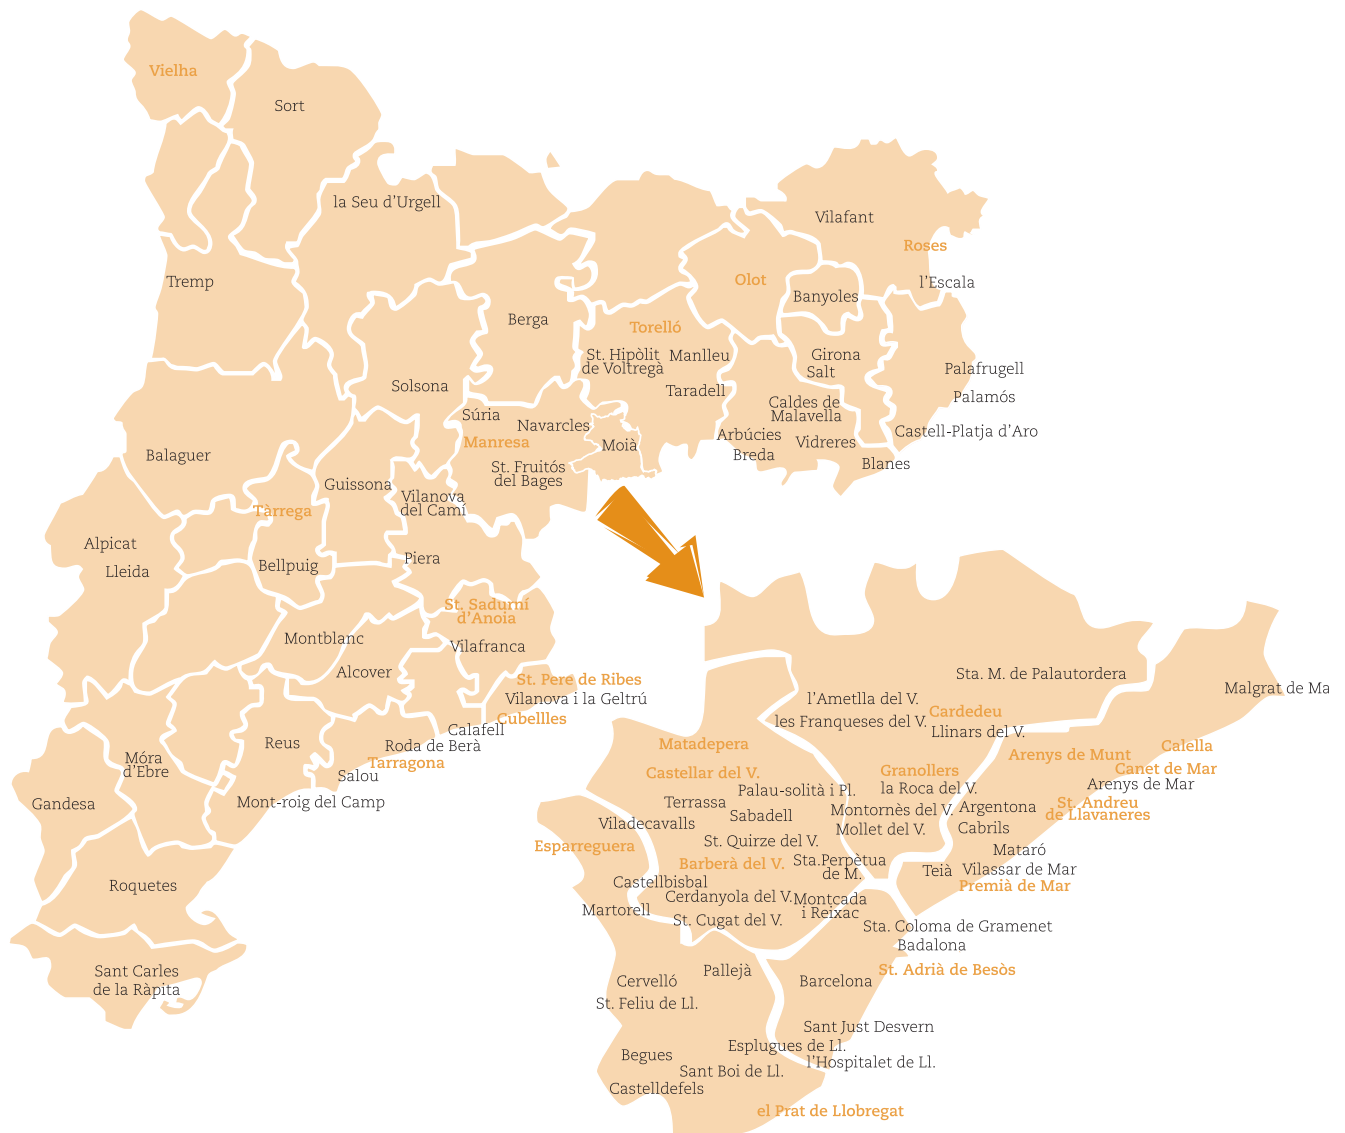 Vielha
Sort
la Seu d'Urgell
Vilafant
Roses
l'Escala
Tremp
Olot
Banyoles
Berga
Torelló
St. Hipòlit
de Voltregà
Manlleu
Taradell
Girona
Salt
Palafrugell
Palamós
Solsona
Súria
Navarcles
Manresa
Moià
St. Fruitós
del Bages
Caldes de
Malavella
Arbúcies
Vidreres
Breda
Castell-Platja d'Aro
Blanes
Balaguer
Guissona
Vilanova
del Camí
Tàrrega
Alpicat
Lleida
Bellpuig
Piera
St. Sadurní
d'Anoia
Montblanc
Vilafranca
Alcover
St. Pere de Ribes
Vilanova i la Geltrú
Cubellles
Calafell
Roda de Berà
Tarragona
Reus
Salou
Móra
d'Ebre
Mont-roig del Camp
Gandesa
Roquetes
Sant Carles
de la Ràpita
Sta. M. de Palautordera
Malgrat de Ma
l'Ametlla del V.
Cardedeu
les Franqueses del V.
Llinars del V.
Matadepera
Arenys de Munt
Calella
Castellar del V.
Granollers
Canet de Mar
Palau-solità i Pl.
la Roca del V.
Arenys de Mar
Terrassa
Sabadell
Montornès del V.
Argentona
St. Andreu
de Llavaneres
Viladecavalls
Mollet del V.
Cabrils
Esparreguera
St. Quirze del V.
Mataró
Barberà del V.
Sta.Perpètua
de M.
Teià
Vilassar de Mar
Premià de Mar
Castellbisbal
Cerdanyola del V.
Montcada
i Reixac
Martorell
St. Cugat del V.
Sta. Coloma de Gramenet
Badalona
Cervelló
Pallejà
Barcelona
St. Adrià de Besòs
St. Feliu de Ll.
Sant Just Desvern
Esplugues de Ll.
Begues
l'Hospitalet de Ll.
Sant Boi de Ll.
Castelldefels
el Prat de Llobregat